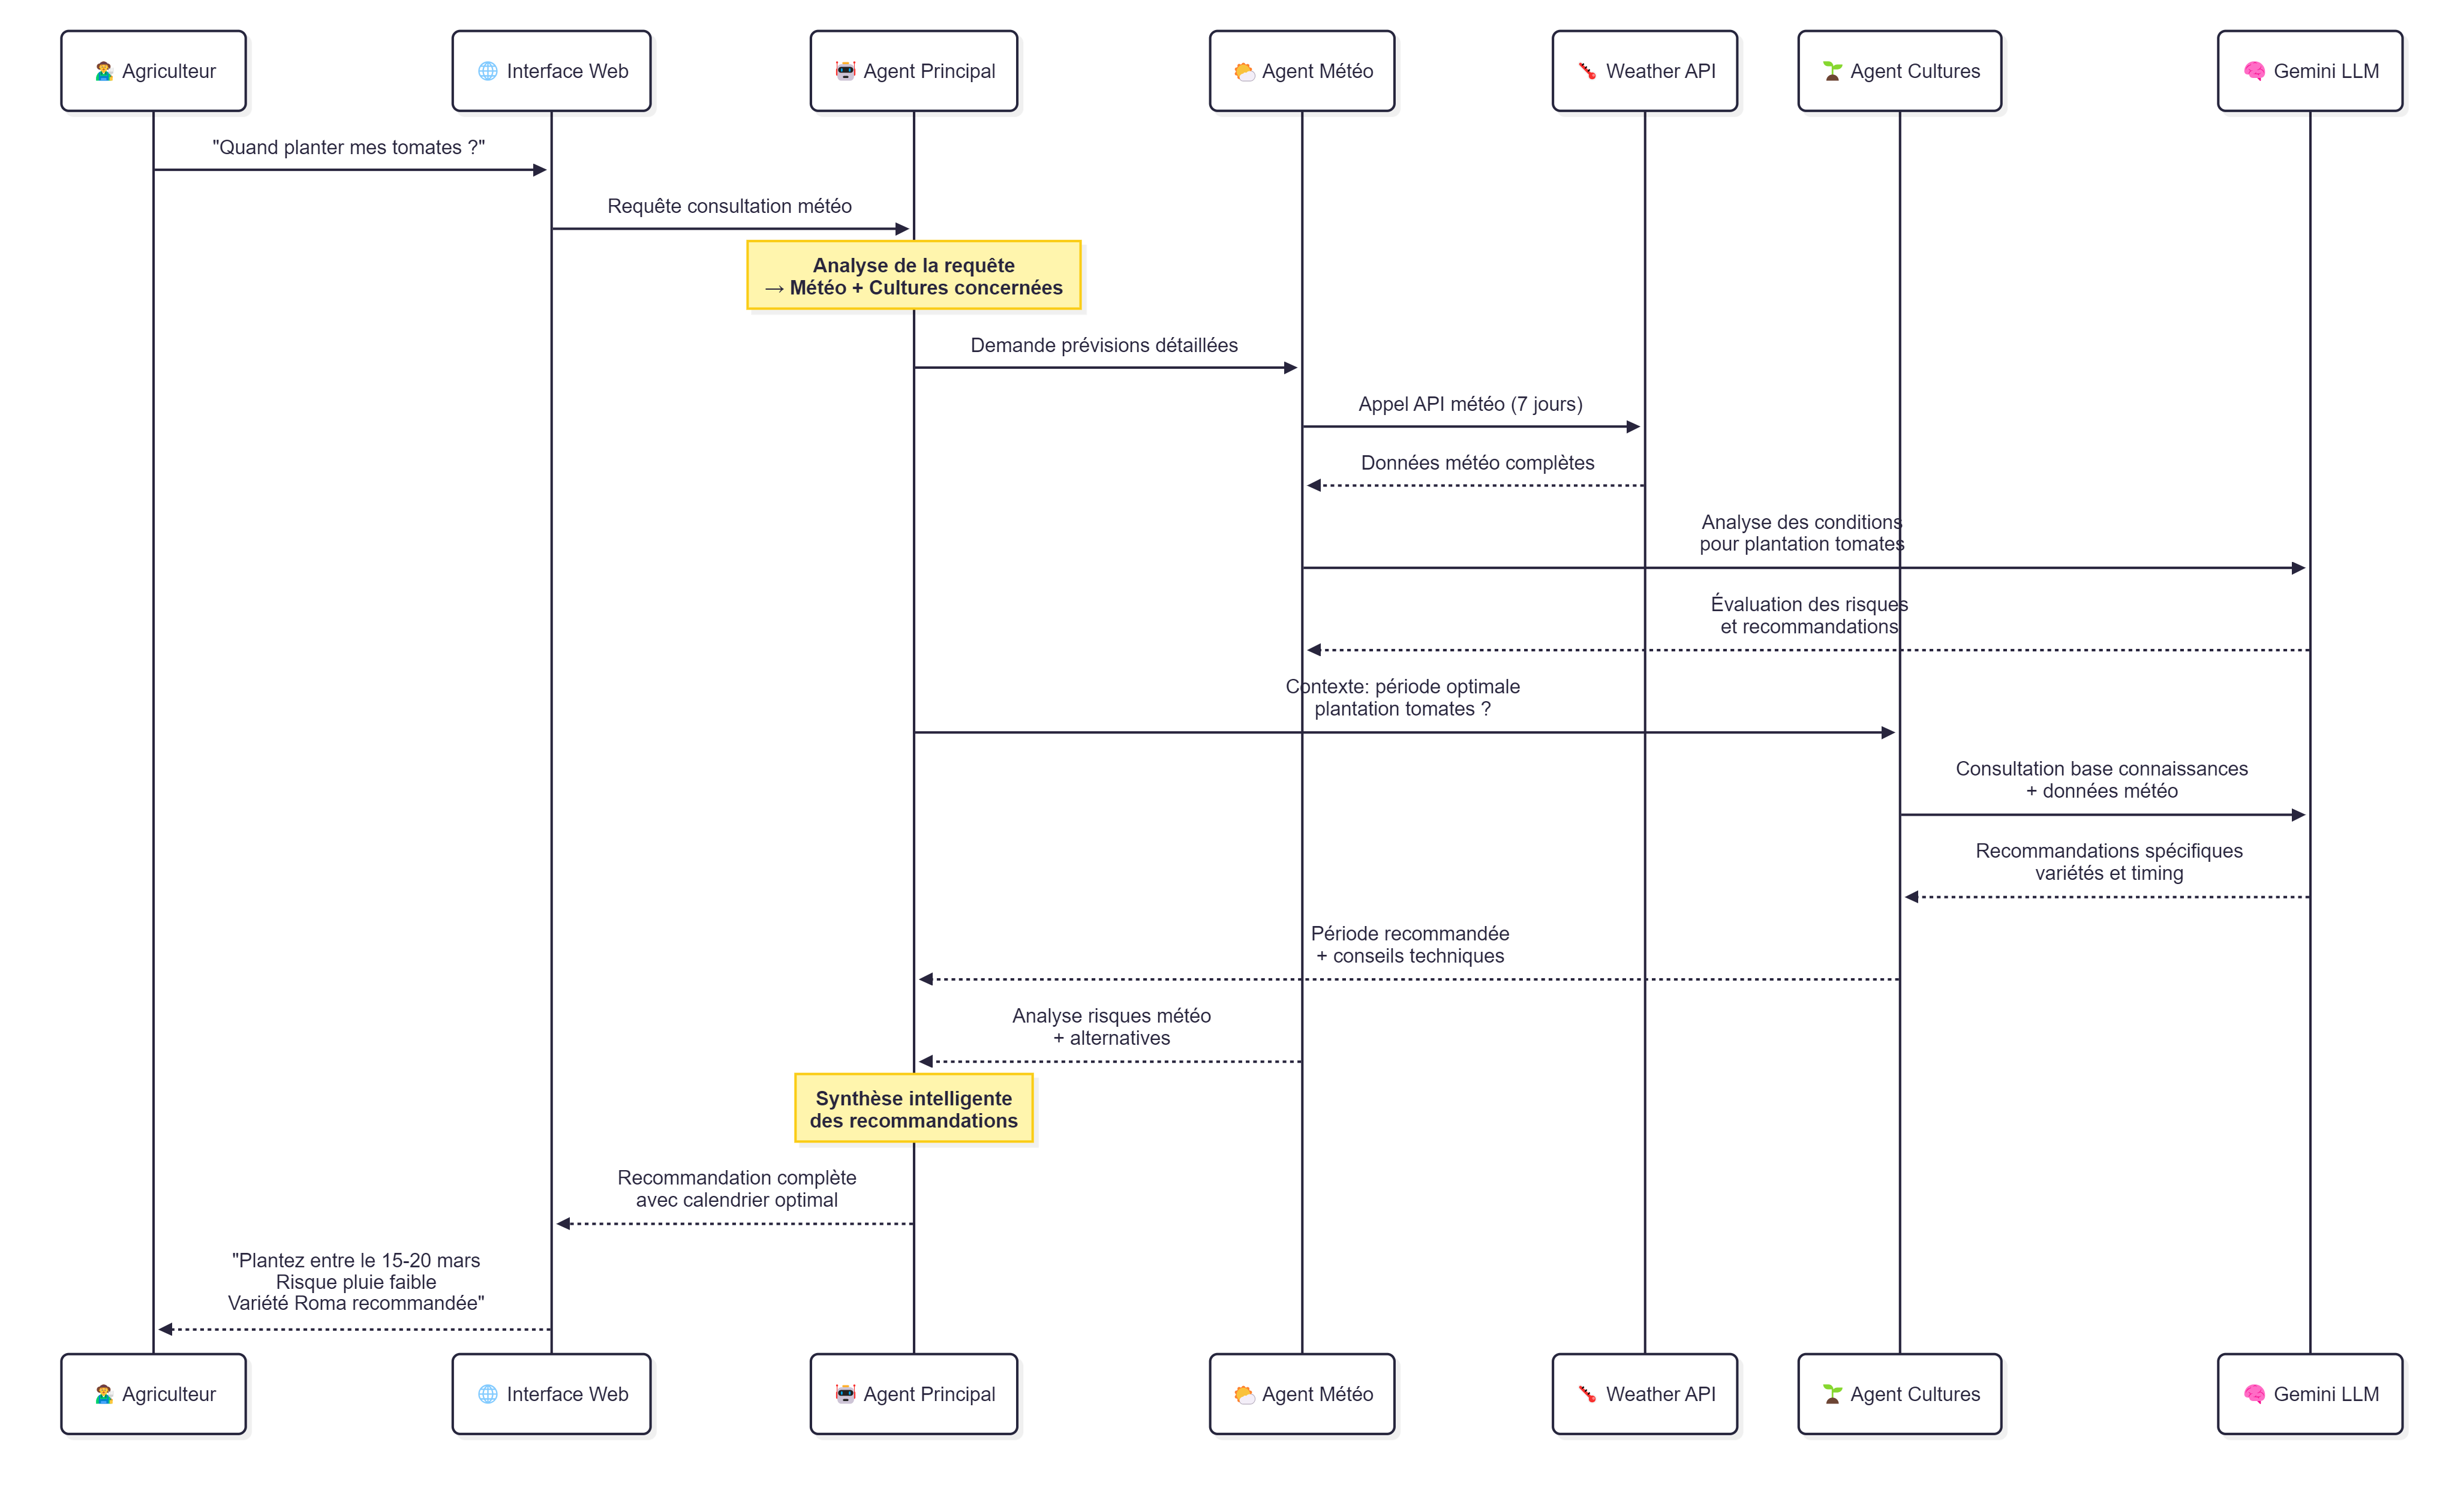 Agriculteur
Interface Web
Agent Principal
Agent Météo
Weather API
Agent Cultures
Gemini LLM
"Quand planter mes tomates ?"
Requête consultation météo
Analyse de la requête
→ Météo + Cultures concernées
Demande prévisions détaillées
Appel API météo (7 jours)
Données météo complètes
Analyse des conditions
pour plantation tomates
Évaluation des risques
et recommandations
Contexte: période optimale
plantation tomates ?
Consultation base connaissances
+ données météo
Recommandations spécifiques
variétés et timing
Période recommandée
+ conseils techniques
Analyse risques météo
+ alternatives
Synthèse intelligente
des recommandations
Recommandation complète
avec calendrier optimal
"Plantez entre le 15-20 mars
Risque pluie faible
Variété Roma recommandée"
Agriculteur
Interface Web
Agent Principal
Agent Météo
Weather API
Agent Cultures
Gemini LLM